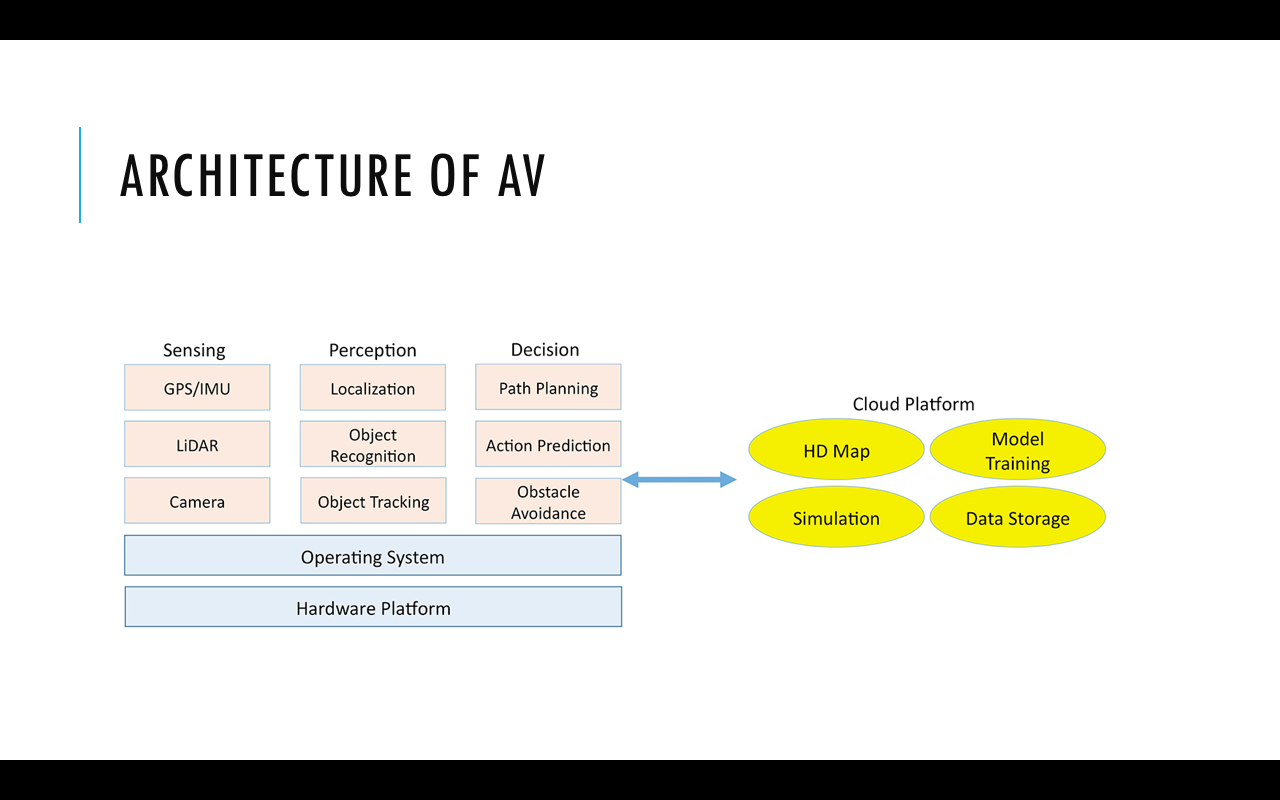 ARCHITECTURE OF AV
Sensing
GPS/IMU
LiDAR
Camera
Perception
Localization
Object
Recognition
Object Tracking
Decision
Path Planning
Action Prediction
Obstacle
Avoidance
Operating System
Hardware Platform
Cloud Platform
HD Map
Model
Training
Simulation
Data Storage